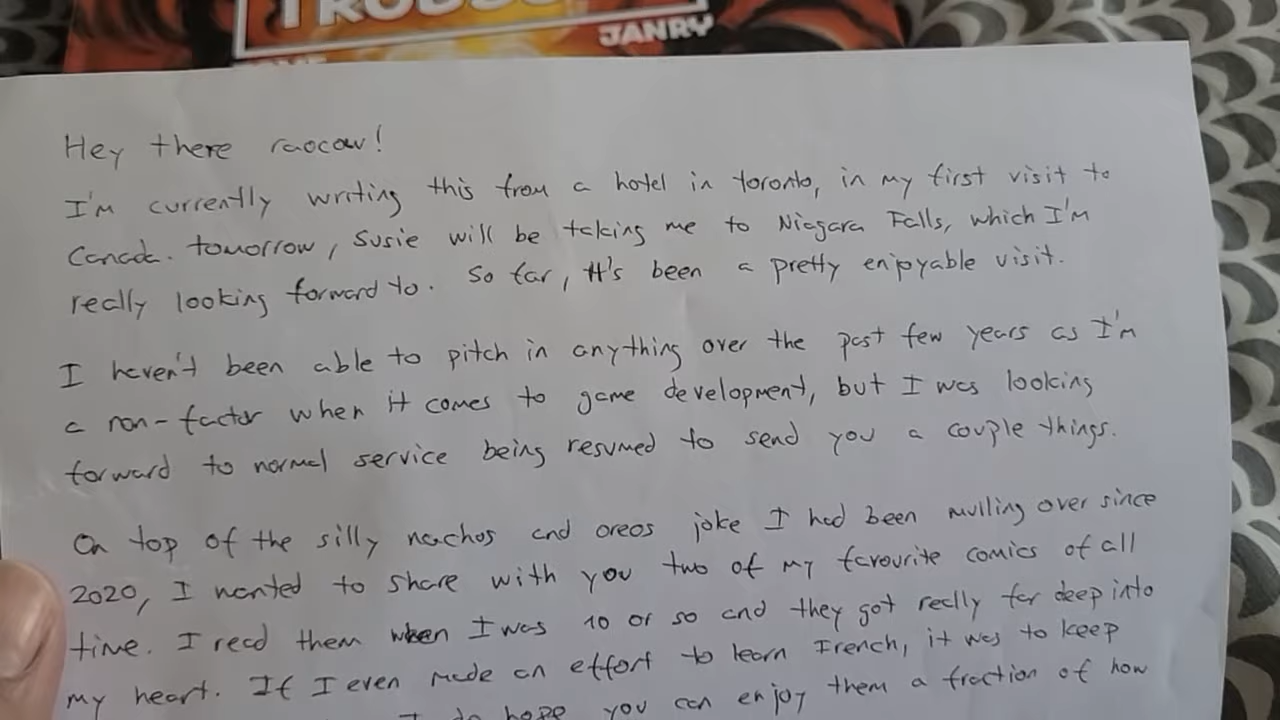 JANRY
Hey there raocow!
I'm currently writing this from a hotel in toronto, in my first visit to
Canada. tomorrow, Susie will be taking me to Niagara Falls, which I'm
really looking forward to. So far, it's been a pretty enjoyable visit.
I haven't been able to pitch in anything over the past few years as I'm
a non-factor when it comes to game development, but I was looking
forward to normal service being resumed to send you a couple things.
On top of the silly nachos and oreos joke I had been mulling over since
2020, I wanted to share with you two of my favourite comics of all
time. I read them when I was 10 or so and they got really far deep into
my heart. If I even made an effort to learn French, it was to keep
I do hope you can enjoy them a fraction of how